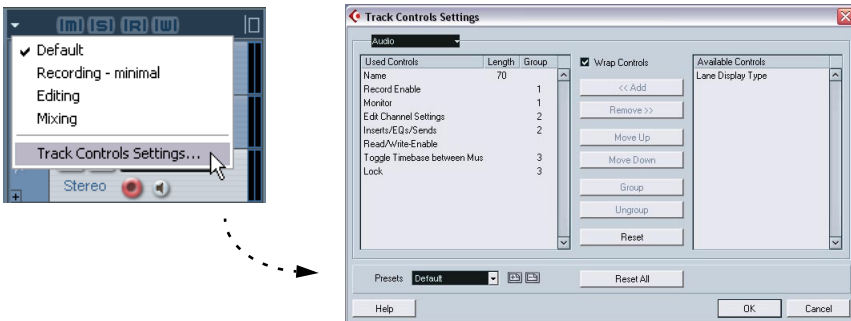 m s R W
Default
Recording - minimal
Editing
Mixing
Track Controls Settings...
Stereo
Track Controls Settings
Audio
Used Controls Length Group
Name 70
Record Enable 1
Monitor 1
Edit Channel Settings 2
Inserts/EQs/Sends 2
Read/Write-Enable
Toggle Timebase between Mus 3
Lock 3
Wrap Controls
<< Add
Remove >>
Move Up
Move Down
Group
Ungroup
Reset
Available Controls
Lane Display Type
Presets Default
Reset All
Help
OK
Cancel